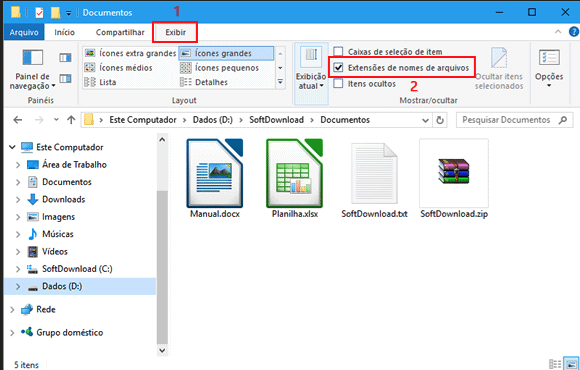 1
Documentos
Arquivo Início Compartilhar Exibir
Painel de navegação
Ícones extra grandes Ícones grandes
Ícones médios Ícones pequenos
Lista Detalhes
Exibição atual
Caixas de seleção de item
Extensões de nomes de arquivos
2
Itens ocultos
Ocultar itens selecionados
Opções
Painéis Layout Mostrar/ocultar
Este Computador > Dados (D:) > SoftDownload > Documentos
Pesquisar Documentos
Este Computador
Área de Trabalho
Documentos
Downloads
Imagens
Músicas
Vídeos
SoftDownload (C:)
Dados (D:)
Rede
Grupo doméstico
Manual.docx Planilha.xlsx SoftDownload.txt SoftDownload.zip
5 itens